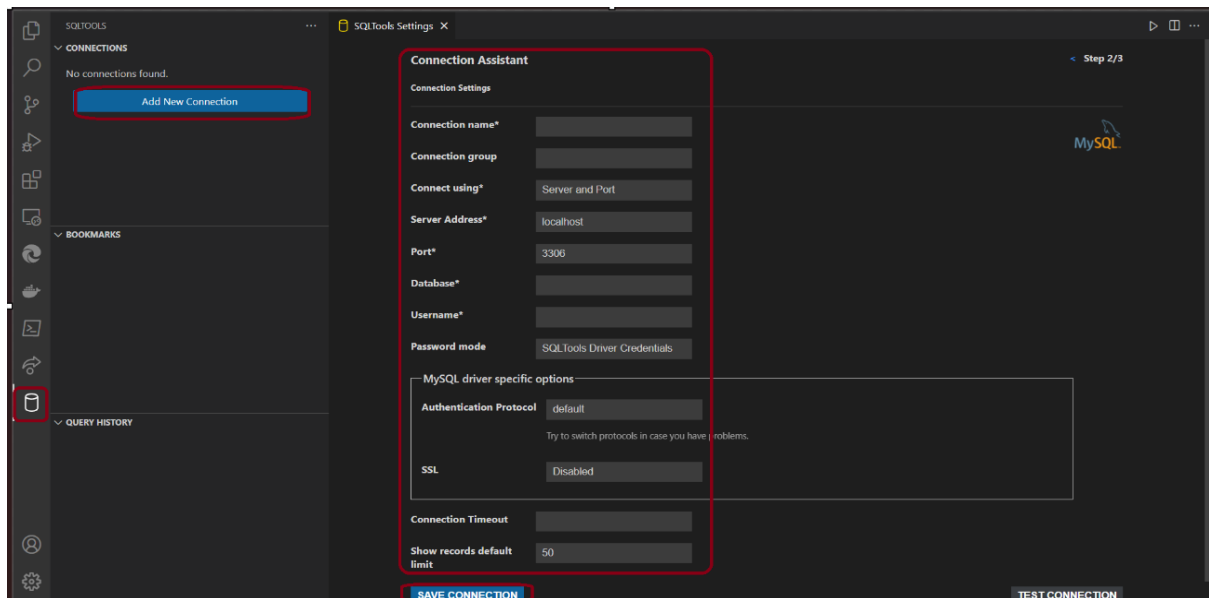 SQLTOOLS
CONNECTIONS
No connections found.
Add New Connection
BOOKMARKS
QUERY HISTORY
SQLTools Settings
Connection Assistant
< Step 2/3
Connection Settings
MySQL
Connection name*
Connection group
Connect using* Server and Port
Server Address* localhost
Port* 3306
Database*
Username*
Password mode SQLTools Driver Credentials
MySQL driver specific options
Authentication Protocol default
Try to switch protocols in case you have problems.
SSL Disabled
Connection Timeout
Show records default
limit 50
SAVE CONNECTION
TEST CONNECTION